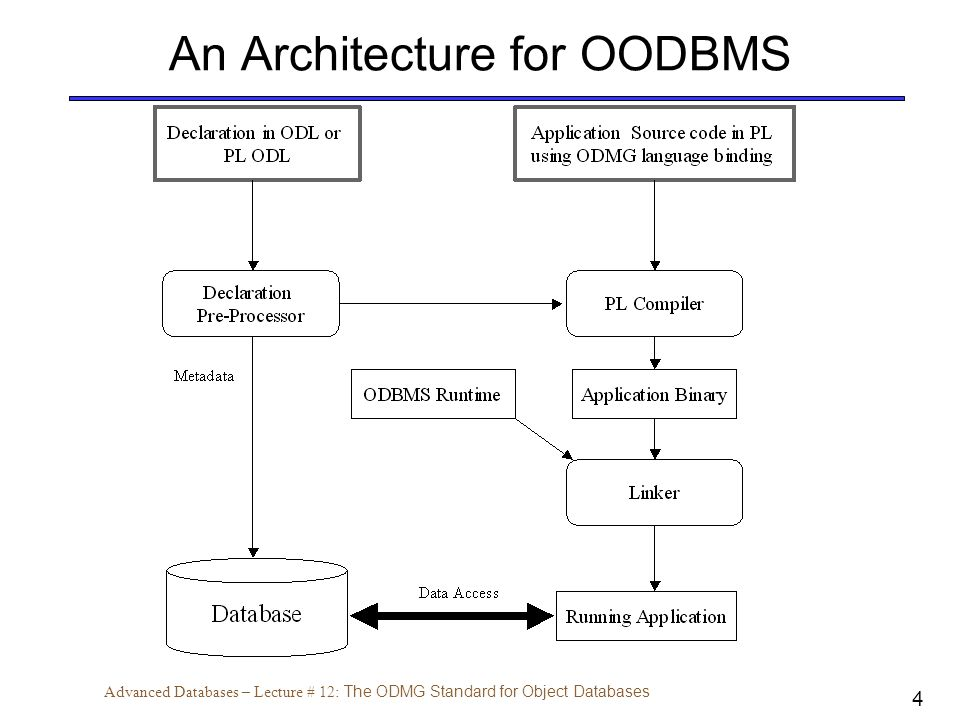 An Architecture for OODBMS
Declaration in ODL or
PL ODL
Application Source code in PL
using ODMG language binding
Declaration
Pre-Processor
PL Compiler
Metadata
ODBMS Runtime
Application Binary
Linker
Database
Data Access
Running Application
Advanced Databases – Lecture # 12: The ODMG Standard for Object Databases
4